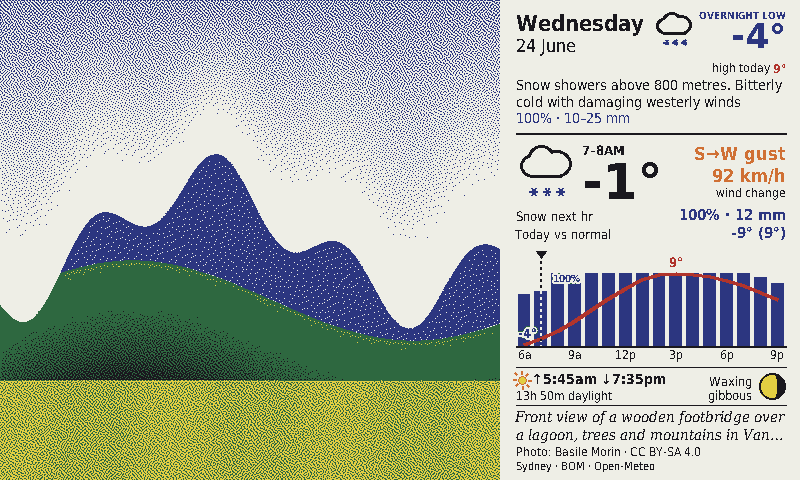 Wednesday
24 June
OVERNIGHT LOW
-4°
high today 9°
Snow showers above 800 metres. Bitterly
cold with damaging westerly winds
100% · 10–25 mm
7-8AM
-1°
S→W gust
92 km/h
wind change
Snow next hr
100% · 12 mm
Today vs normal
-9° (9°)
9°
100%
-4°
6a 9a 12p 3p 6p 9p
↑5:45am ↓7:35pm
13h 50m daylight
Waxing
gibbous
Front view of a wooden footbridge over
a lagoon, trees and mountains in Van...
Photo: Basile Morin · CC BY-SA 4.0
Sydney · BOM · Open-Meteo